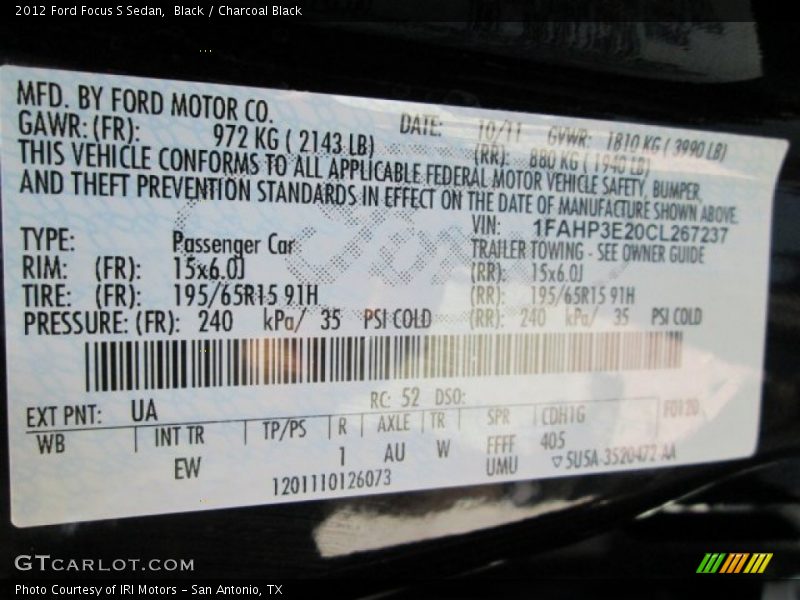 2012 Ford Focus S Sedan,  Black / Charcoal Black
MFD. BY FORD MOTOR CO.
DATE: 10/11 GVWR: 1810 KG ( 3990 LB)
GAWR: (FR): 972 KG ( 2143 LB) (RR): 880 KG ( 1940 LB)
THIS VEHICLE CONFORMS TO ALL APPLICABLE FEDERAL MOTOR VEHICLE SAFETY, BUMPER,
AND THEFT PREVENTION STANDARDS IN EFFECT ON THE DATE OF MANUFACTURE SHOWN ABOVE.
VIN: 1FAHP3E20CL267237
TYPE: Passenger Car TRAILER TOWING - SEE OWNER GUIDE
RIM: (FR): 15x6.0J (RR): 15x6.0J
TIRE: (FR): 195/65R15 91H (RR): 195/65R15 91H
PRESSURE: (FR): 240 kPa/ 35 PSI COLD (RR): 240 kPa/ 35 PSI COLD
EXT PNT: UA RC: 52 DSO:
WB INT TR TP/PS R AXLE TR SPR CDH1G F0120
EW 1 AU W FFFF 405
1201110126073 UMU ▽5U5A 3520472 AA
GTCARLOT.COM
Photo Courtesy of IRI Motors – San Antonio, TX